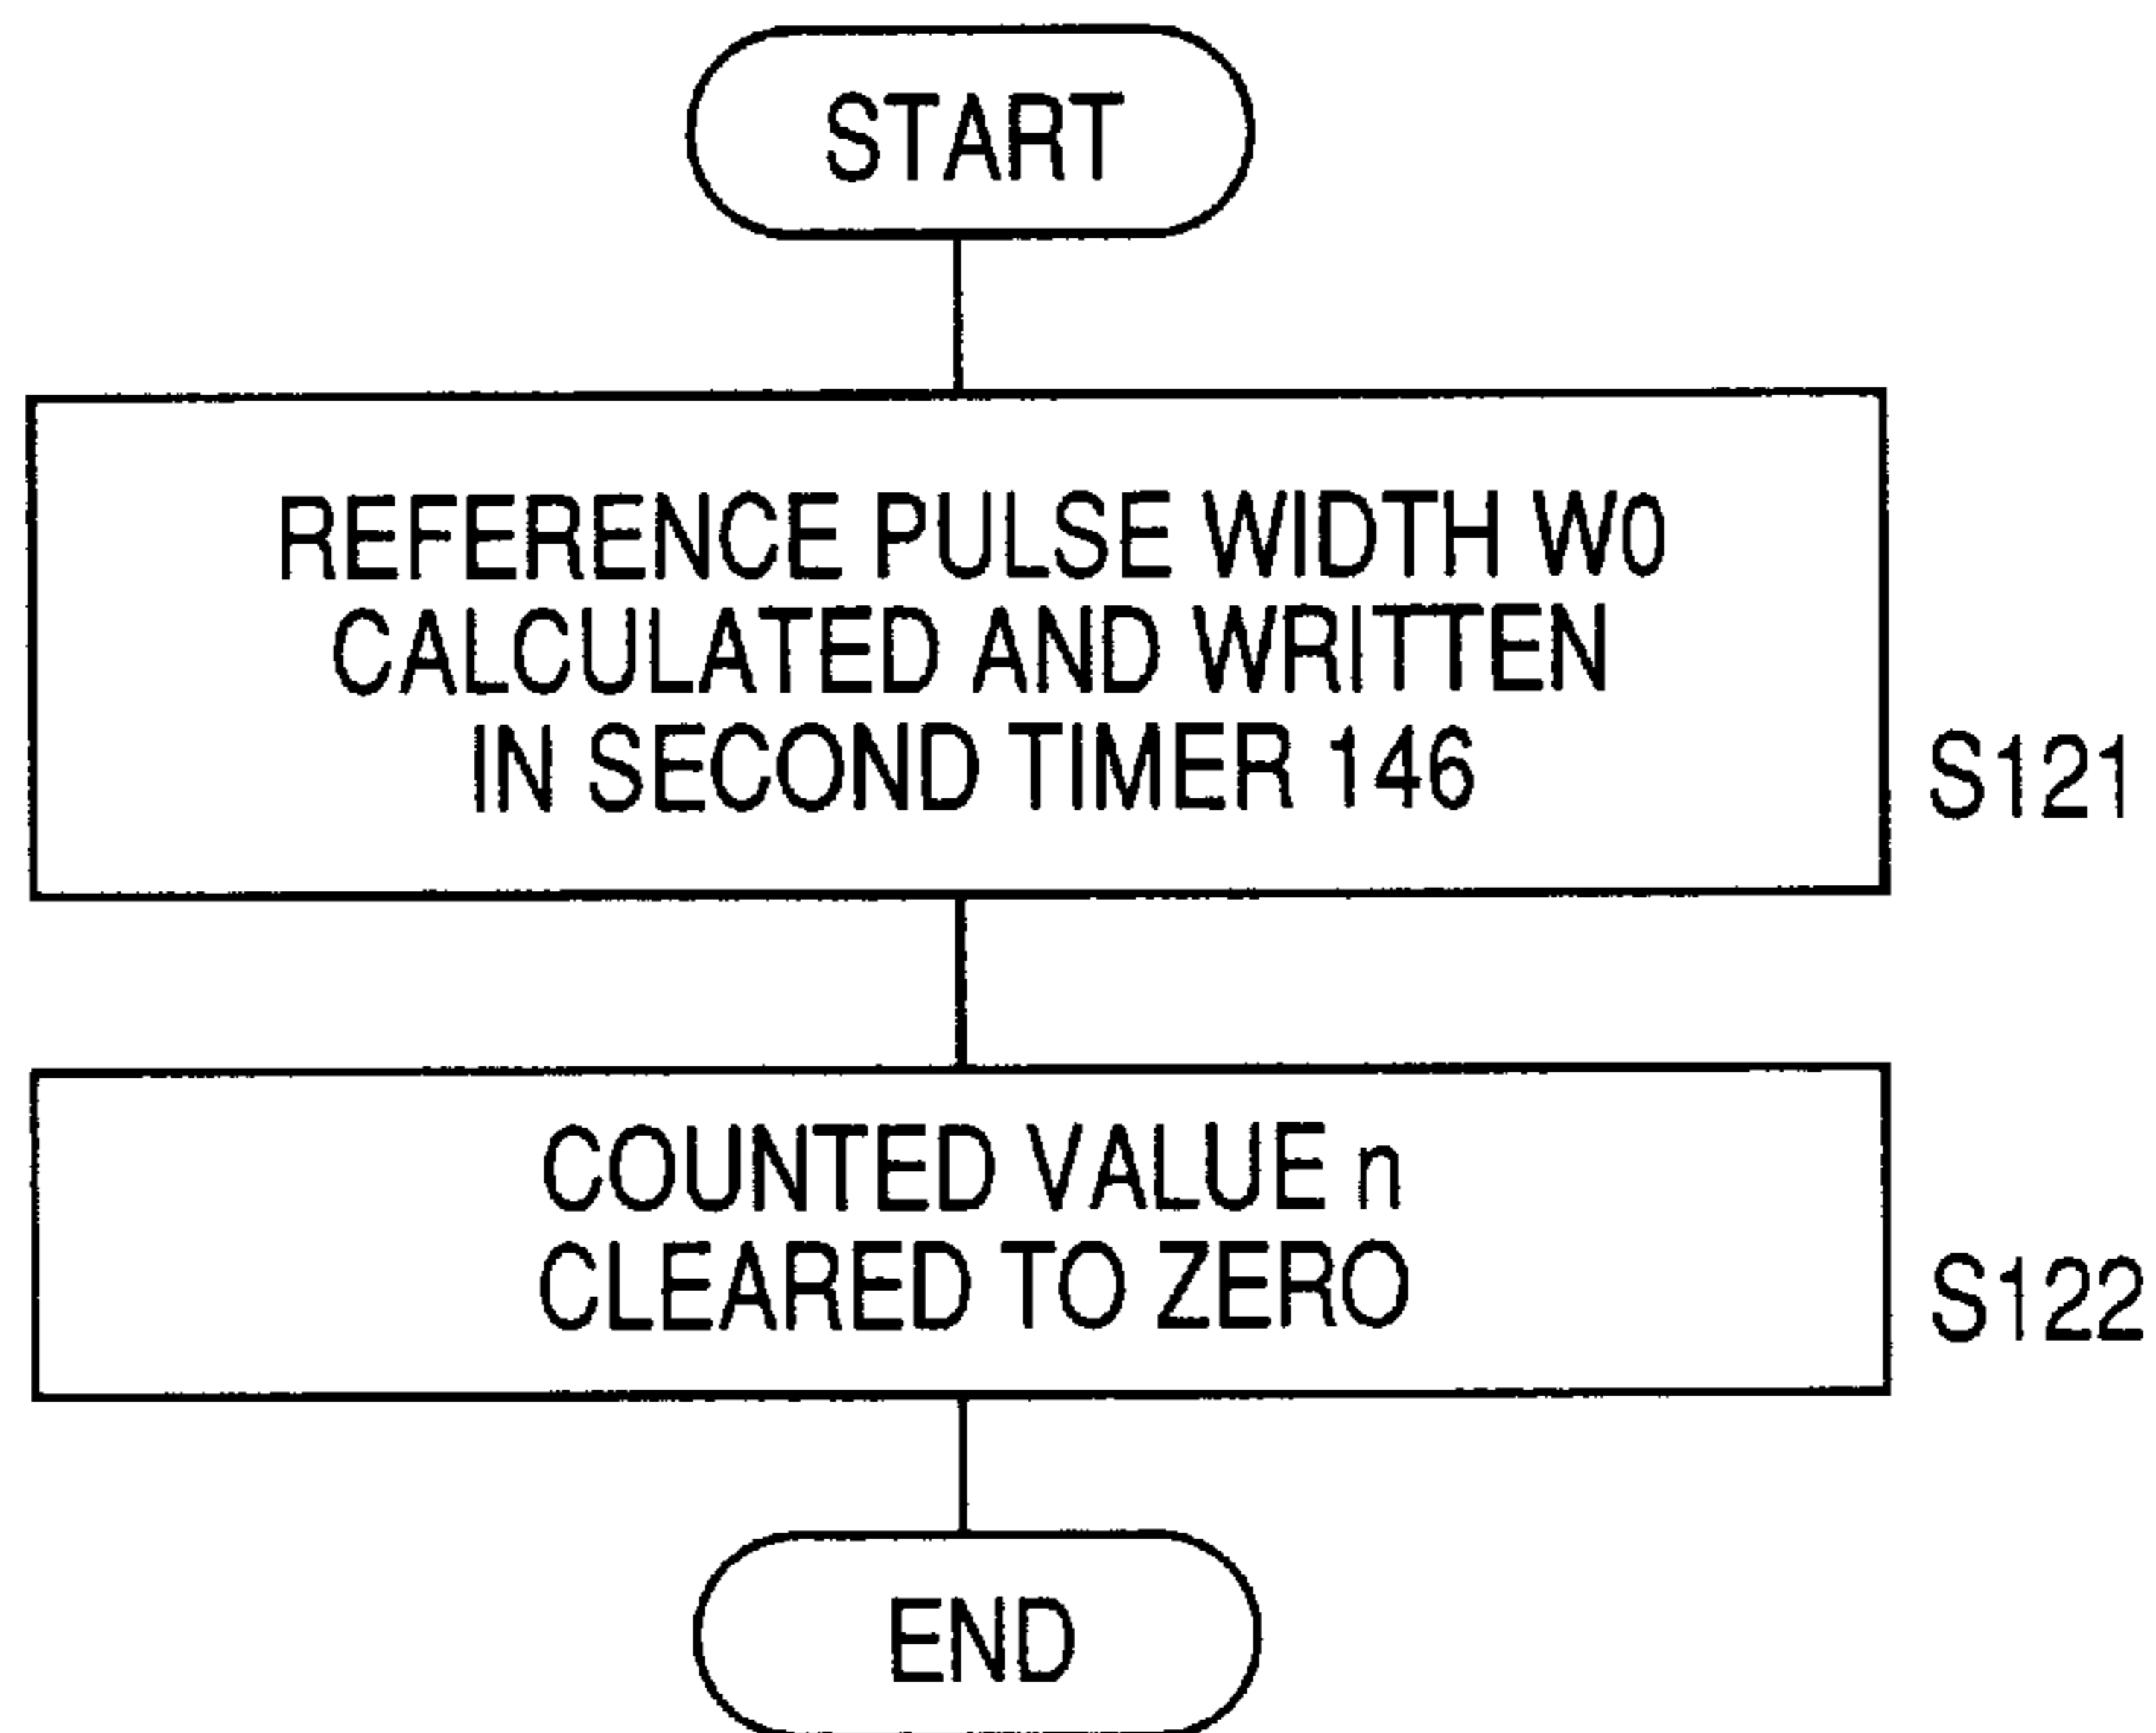 START
REFERENCE PULSE WIDTH W0
CALCULATED AND WRITTEN
IN SECOND TIMER 146
S121
COUNTED VALUE n
CLEARED TO ZERO
S122
END